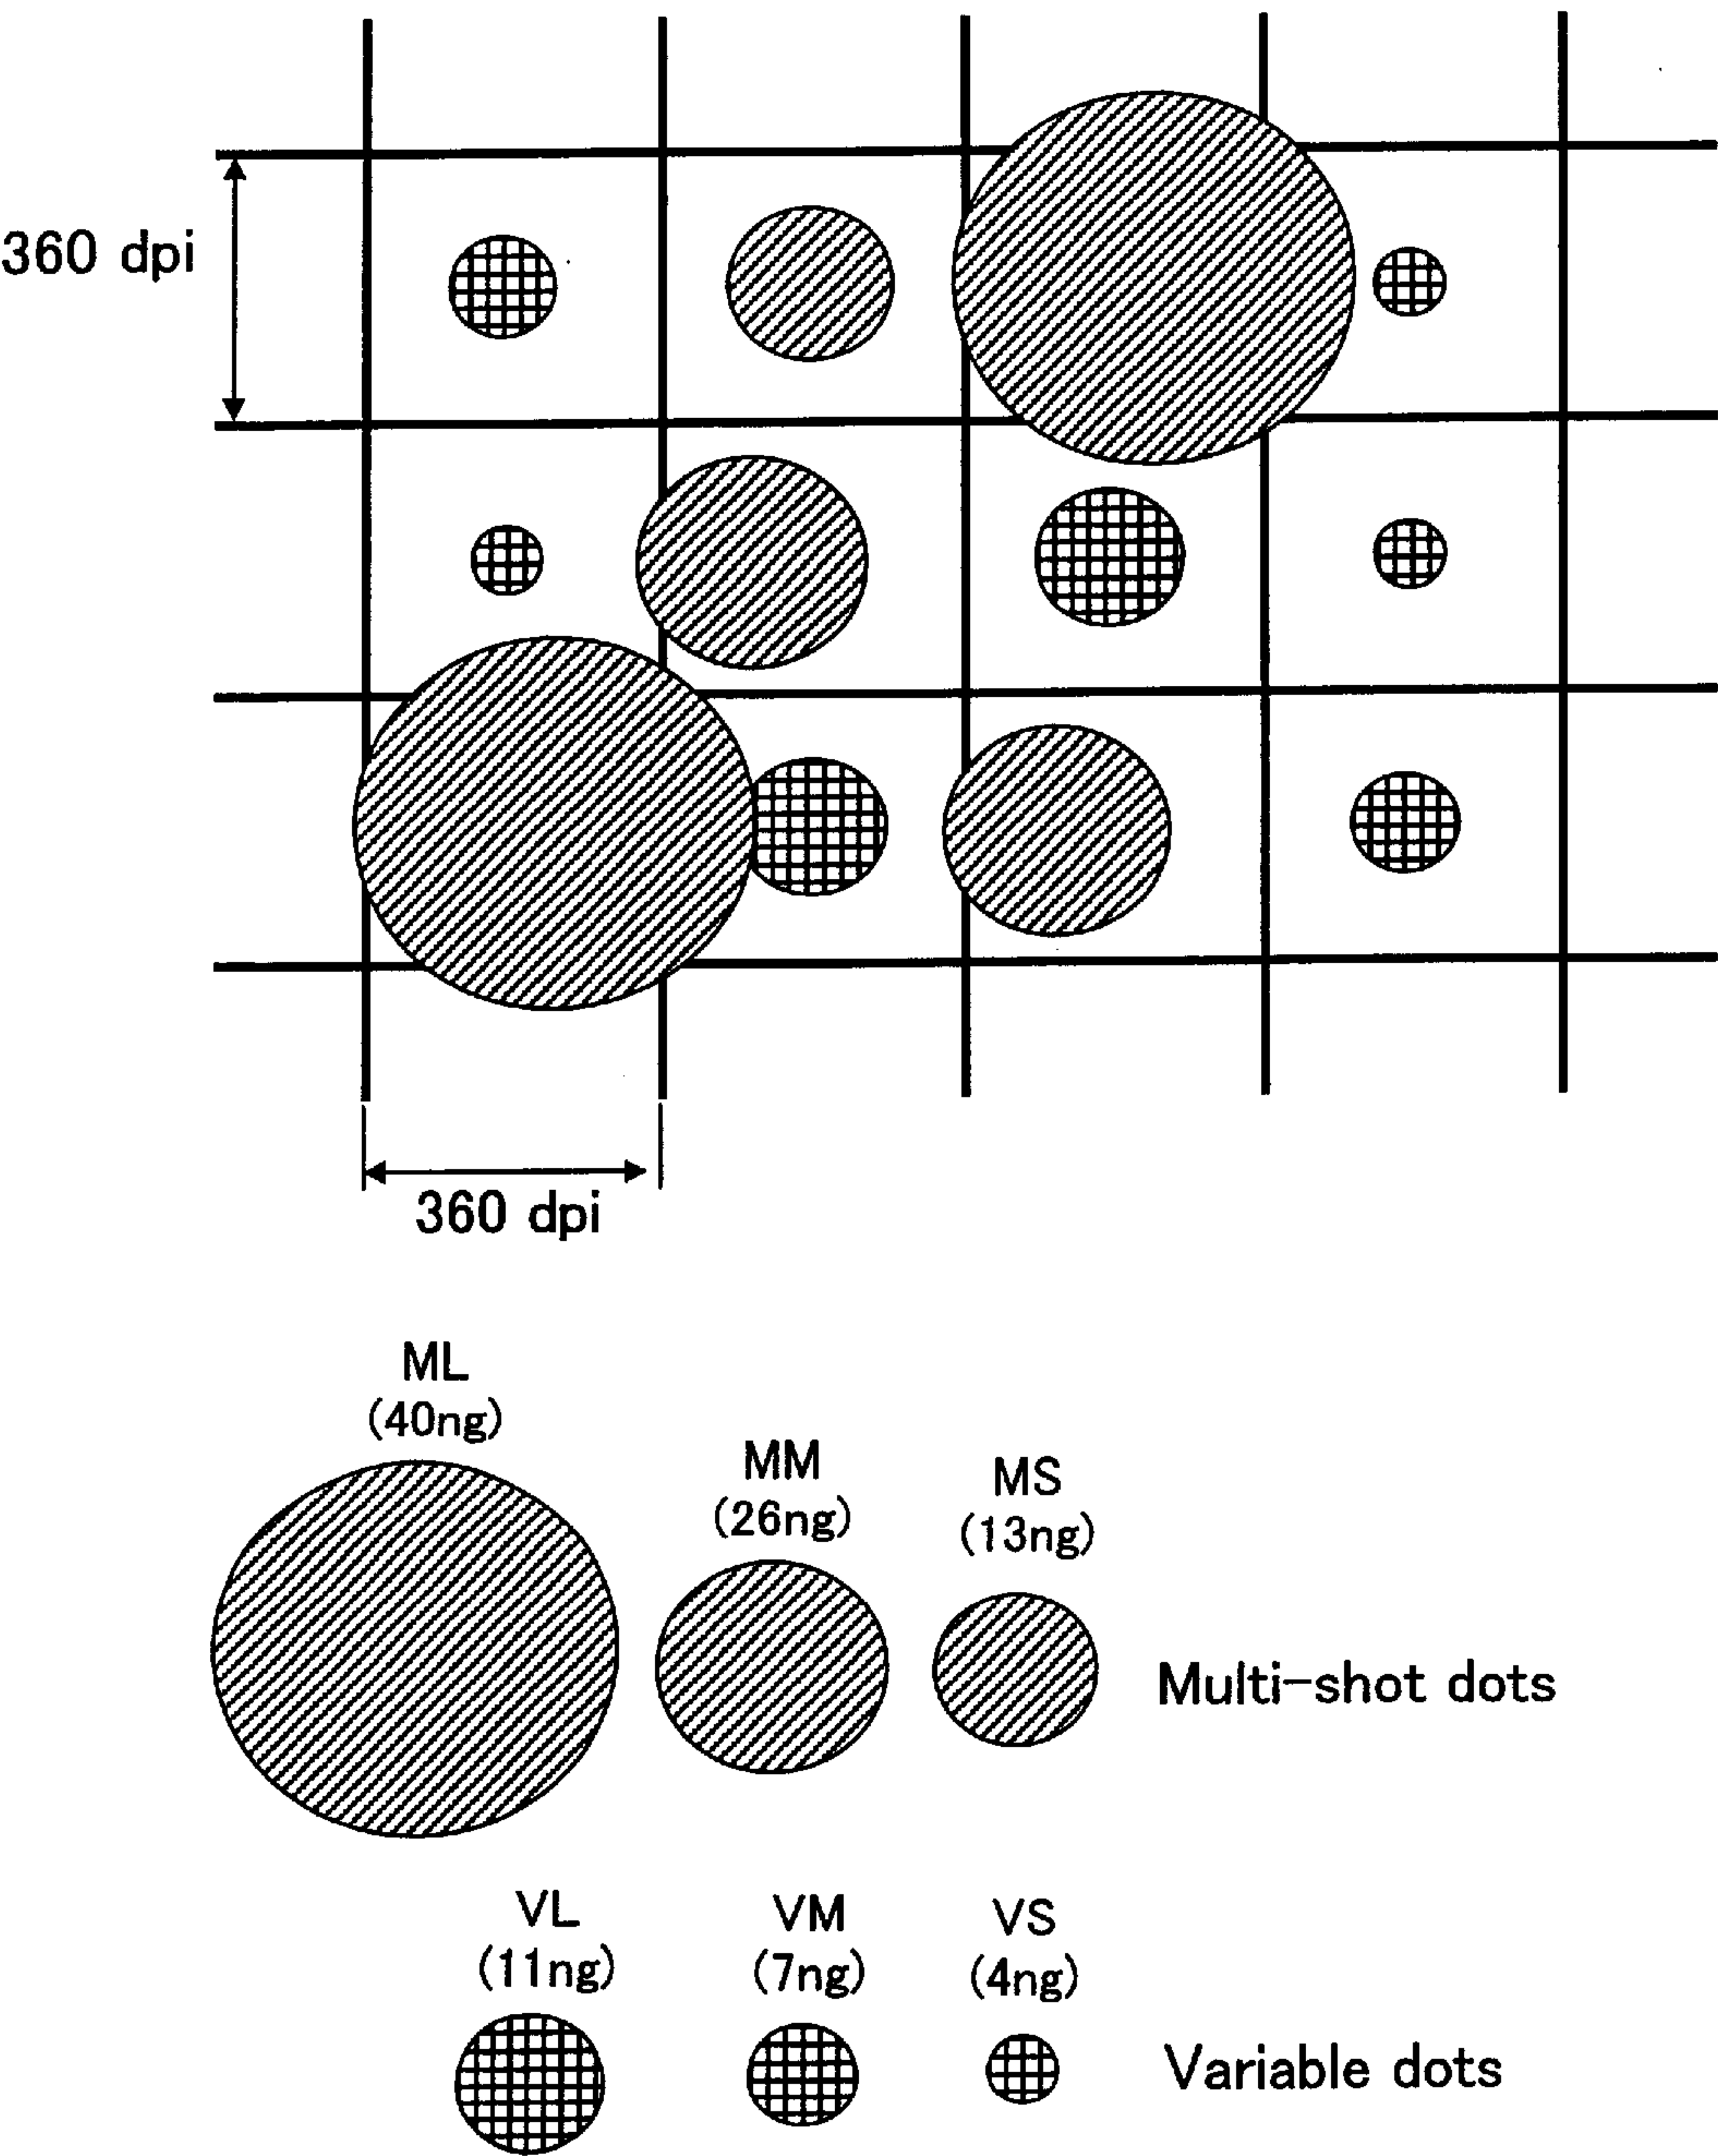 360 dpi
360 dpi
ML
(40ng)
MM
(26ng)
MS
(13ng)
Multi-shot dots
VL
(11ng)
VM
(7ng)
VS
(4ng)
Variable dots